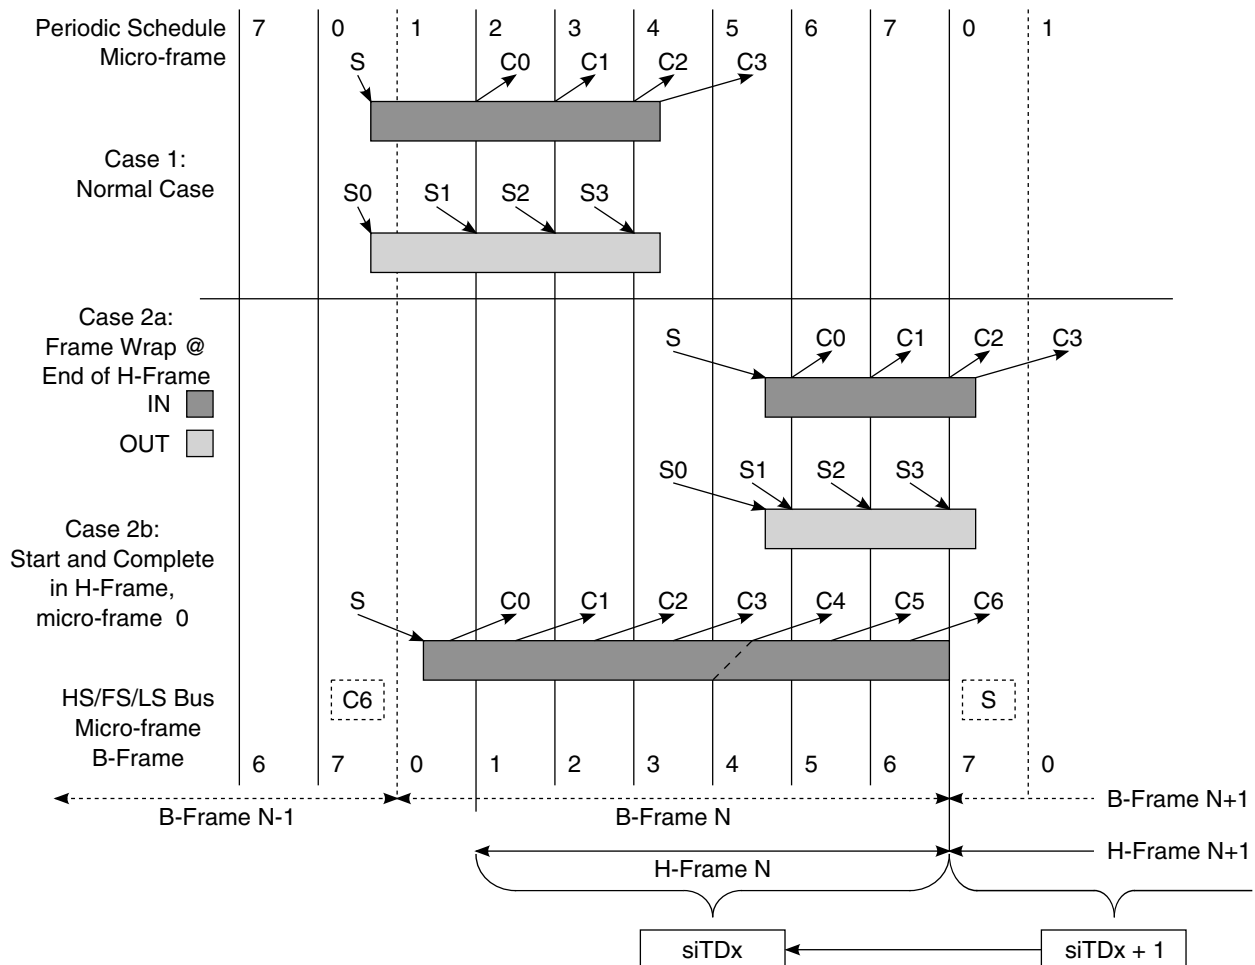 Periodic Schedule
Micro-frame
7 0 1 2 3 4 5 6 7 0 1
S C0 C1 C2 C3
Case 1:
Normal Case
S0 S1 S2 S3
Case 2a:
Frame Wrap @
End of H-Frame
IN
OUT
S C0 C1 C2 C3
S0 S1 S2 S3
Case 2b:
Start and Complete
in H-Frame,
micro-frame 0
S C0 C1 C2 C3 C4 C5 C6
C6 S
HS/FS/LS Bus
Micro-frame
B-Frame
6 7 0 1 2 3 4 5 6 7 0
B-Frame N-1 B-Frame N B-Frame N+1
H-Frame N H-Frame N+1
siTDx siTDx + 1